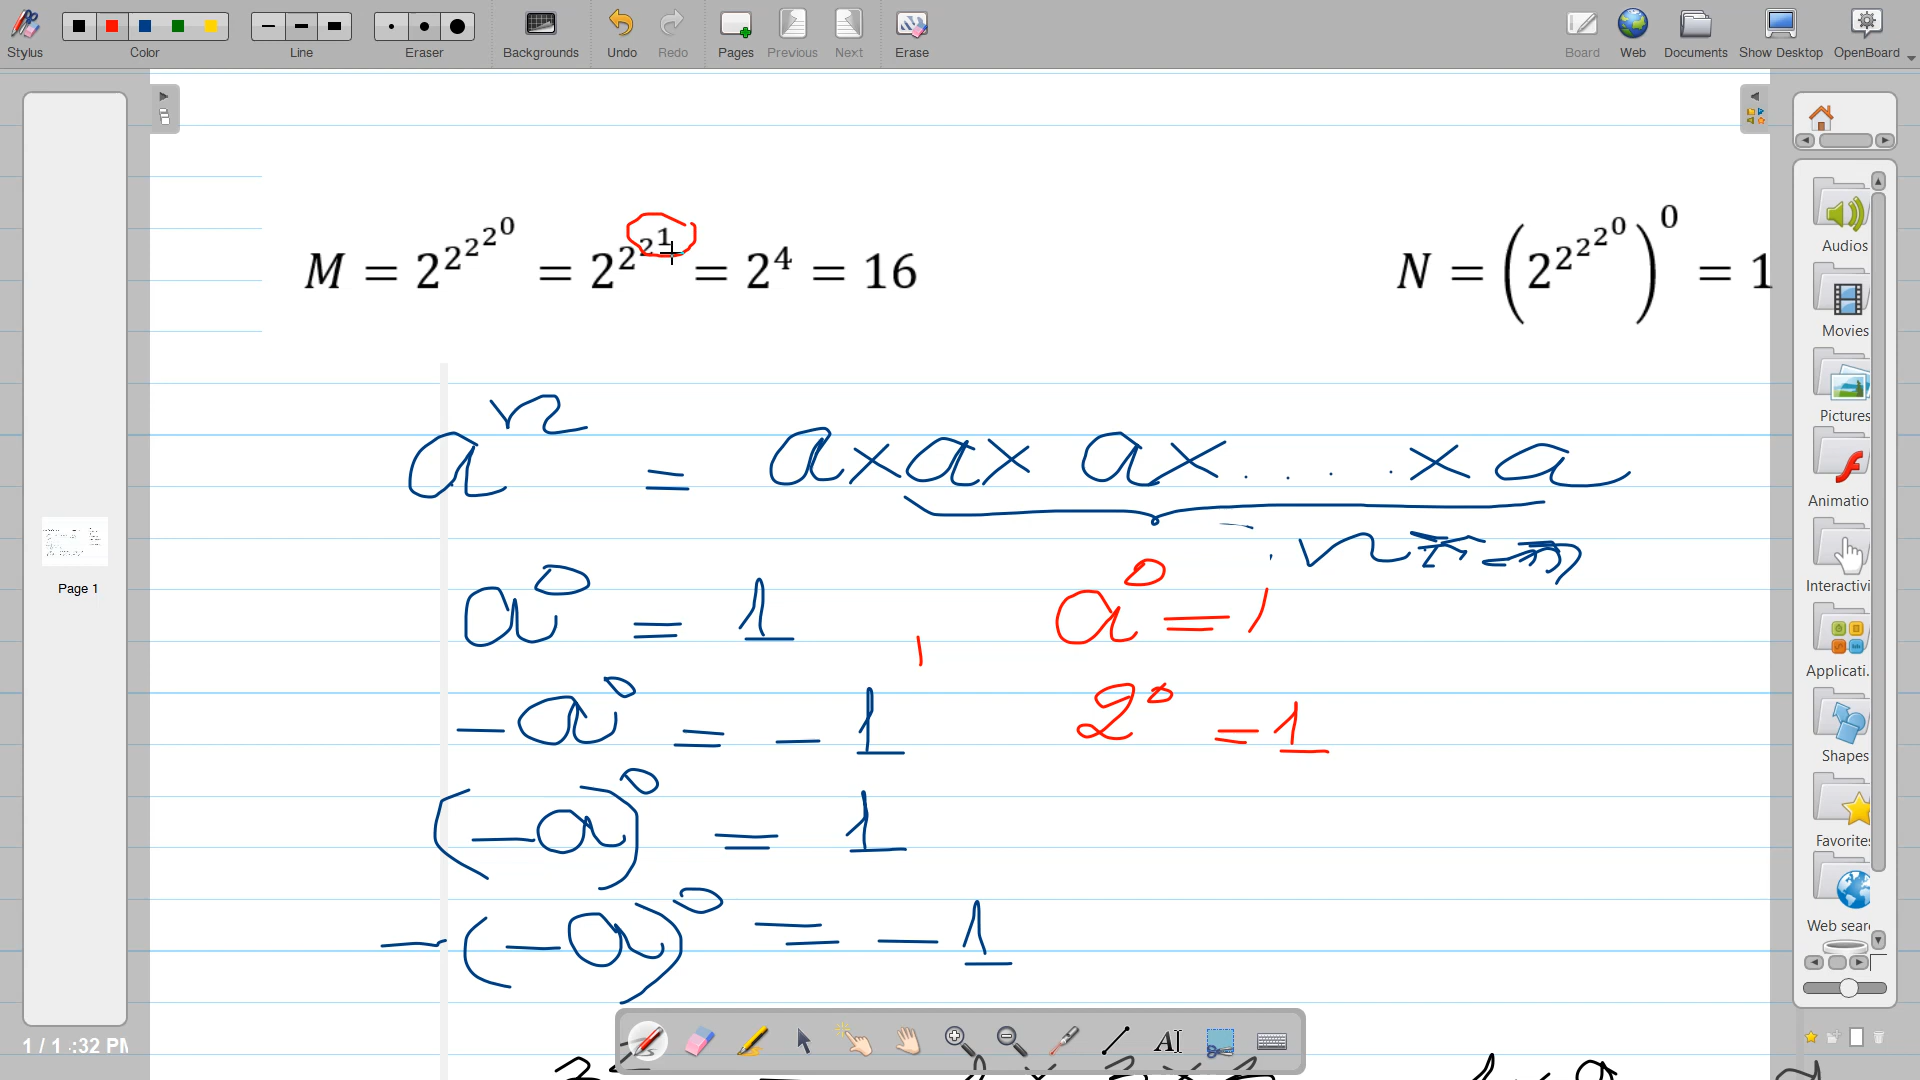 Stylus Color Line Eraser Backgrounds Undo Redo Pages Previous Next Erase Board Web Documents Show Desktop OpenBoard
M = 2^{2^{2^{2^0}}} = 2^{2^{2^1}} = 2^4 = 16
N = (2^{2^{2^{2^0}}})^0 = 1
a^n = a × a × a × . . . . × a
a^0 = 1
a^0 = 1
-a^0 = -1
2^0 = 1
(-a)^0 = 1
-(-a)^0 = -1
Page 1
1 / 1
:32 PM
Audios
Movies
Pictures
Animatio
Interactivi
Applicati.
Shapes
Favorites
Web sear